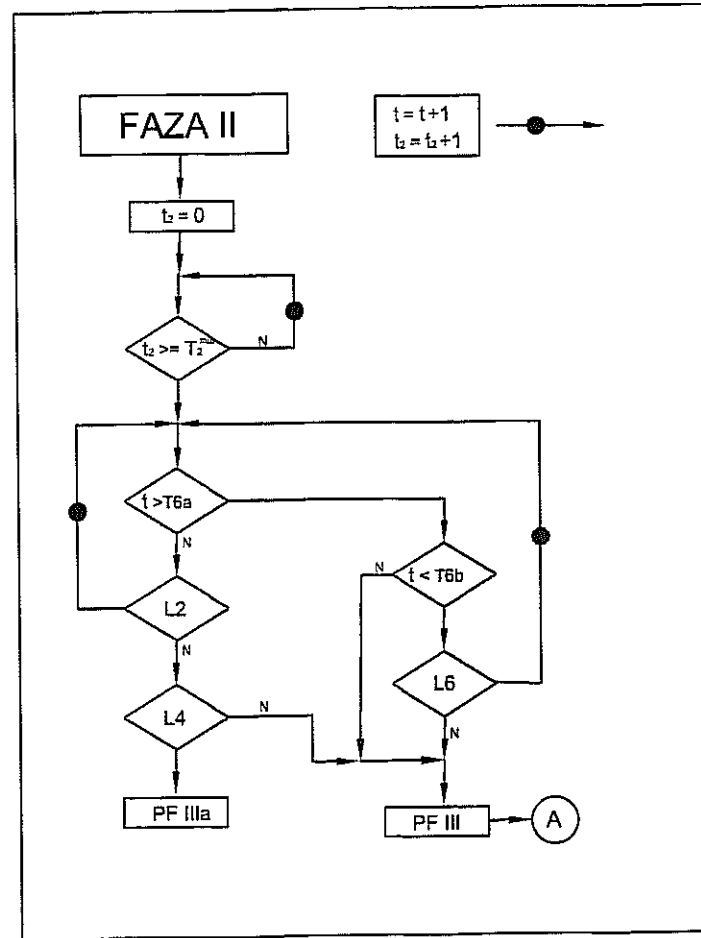 FAZA II
t = t+1
t₂ = t₂+1
t₂ = 0
t₂ >= T₂
N
t >T6a
N
t < T6b
N
L2
N
L6
N
L4
N
PF IIIa
PF III
A